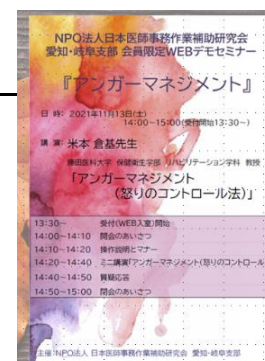 NPO法人日本医師事務作業補助研究会
愛知・岐阜支部 会員限定WEBデモセミナー
『アンガーマネジメント』
日 時: 2021年11月13日(土)
14:00~15:00(受付開始13:30~)
講 演: 米本 倉基先生
藤田医科大学 保健衛生学部 リハビリテーション学科 教授
「アンガーマネジメント
(怒りのコントロール法)」
13:30~ 受付(WEB入室)開始
14:00~14:10 開会のあいさつ
14:10~14:20 操作説明とマナー
14:20~14:40 ミニ講演「アンガーマネジメント(怒りのコントロール
14:40~14:50 質疑応答
14:50~15:00 閉会のあいさつ
主催:NPO法人 日本医師事務作業補助研究会 愛知・岐阜支部